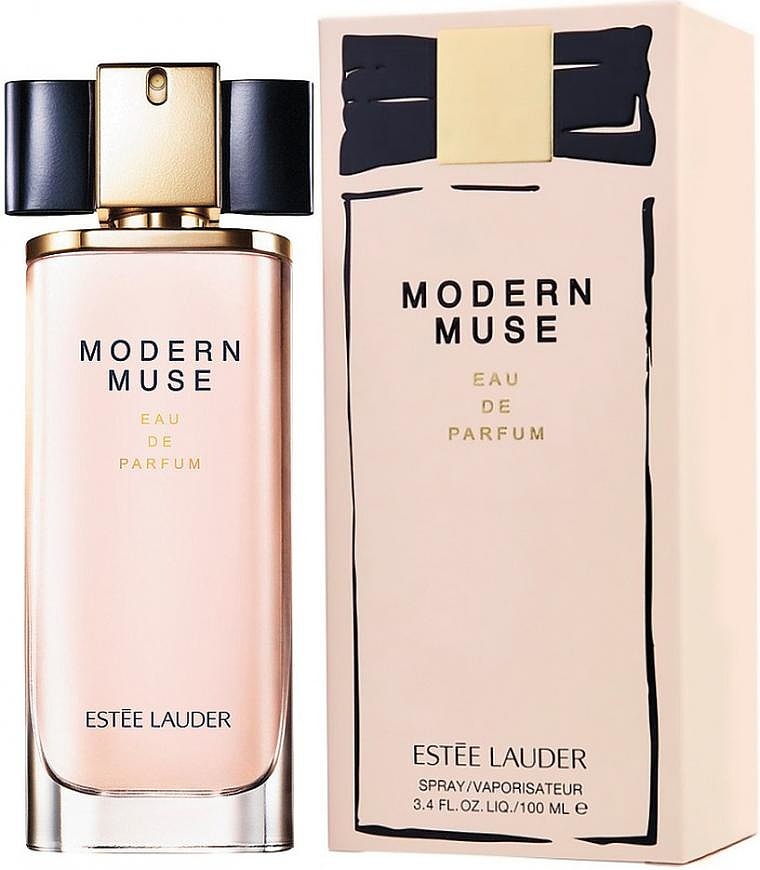 MODERN
MUSE
EAU
DE
PARFUM
ESTĒE LAUDER
MODERN
MUSE
EAU
DE
PARFUM
ESTĒE LAUDER
SPRAY/VAPORISATEUR
3.4 FL.OZ.LIQ./100 ML ℮